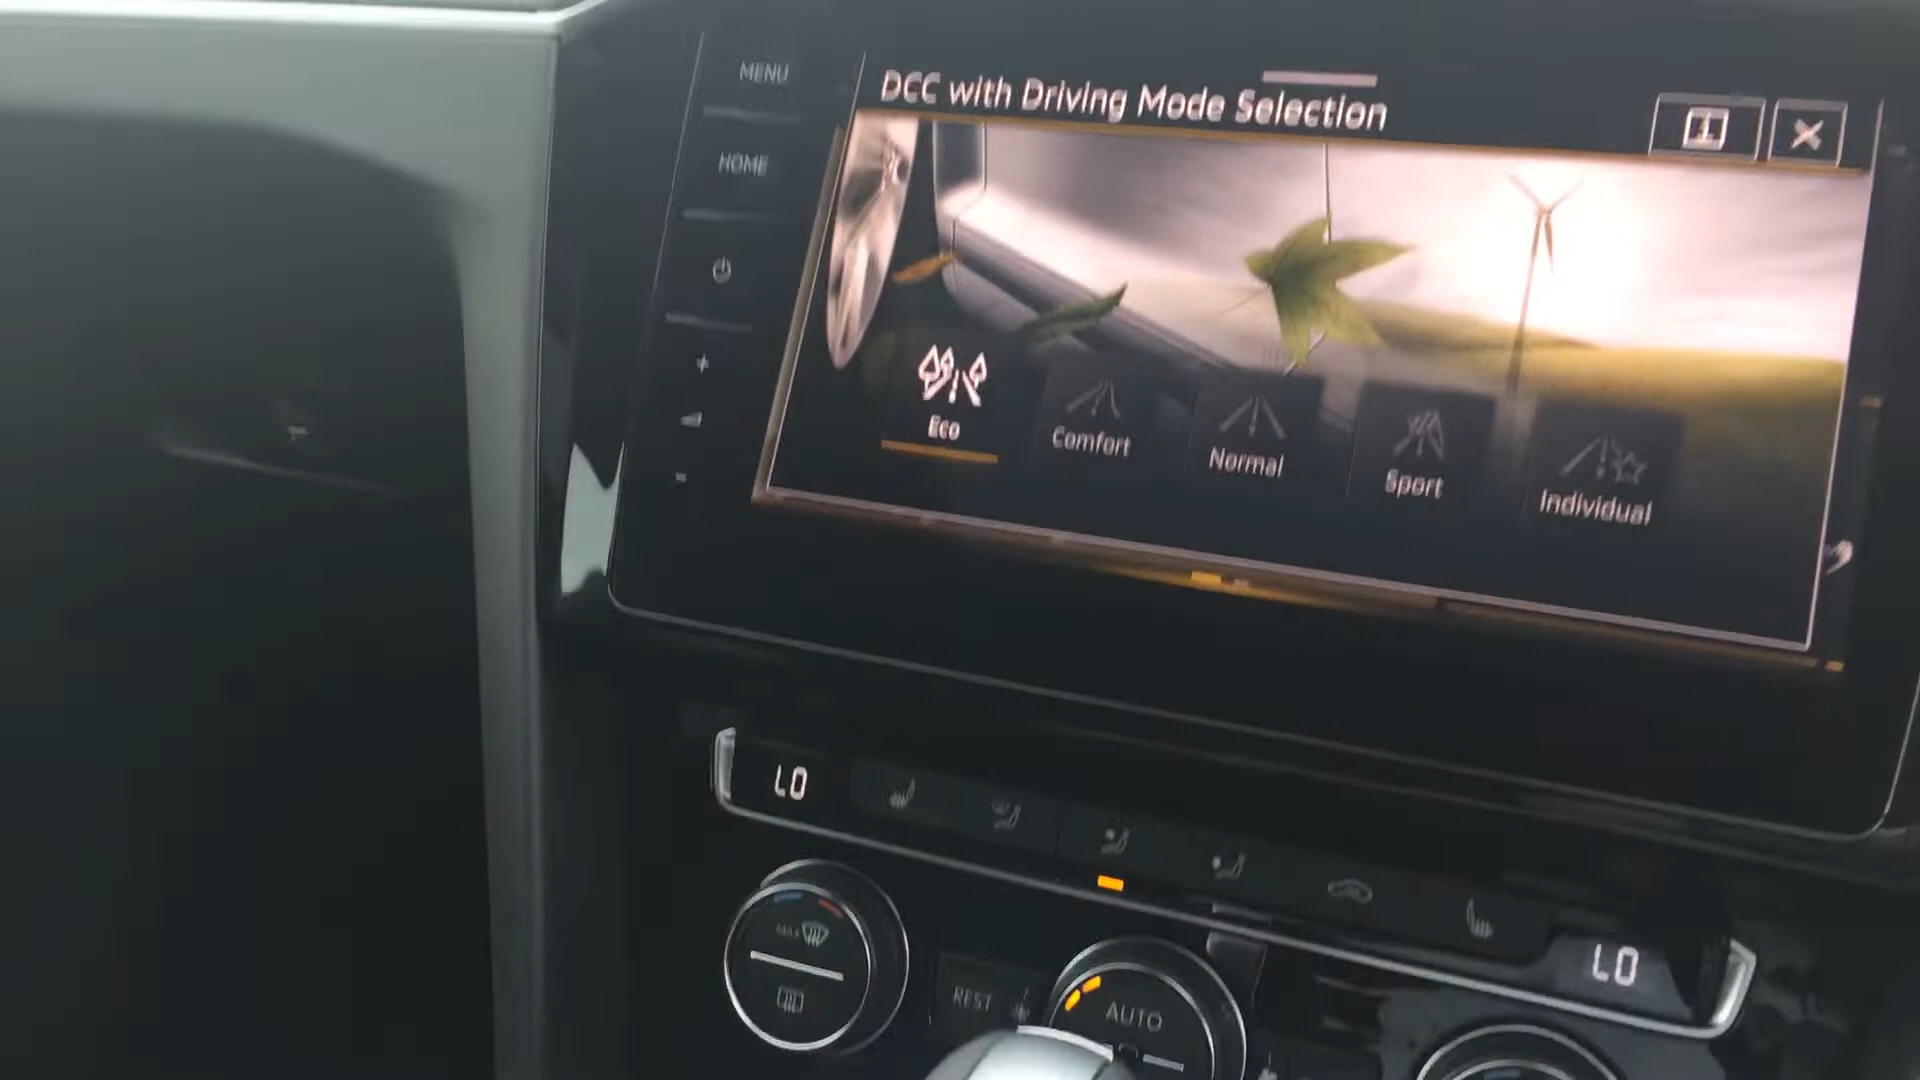 MENU
DCC with Driving Mode Selection
HOME
Eco
Comfort
Normal
Sport
Individual
LO
LO
MAX
REST
AUTO